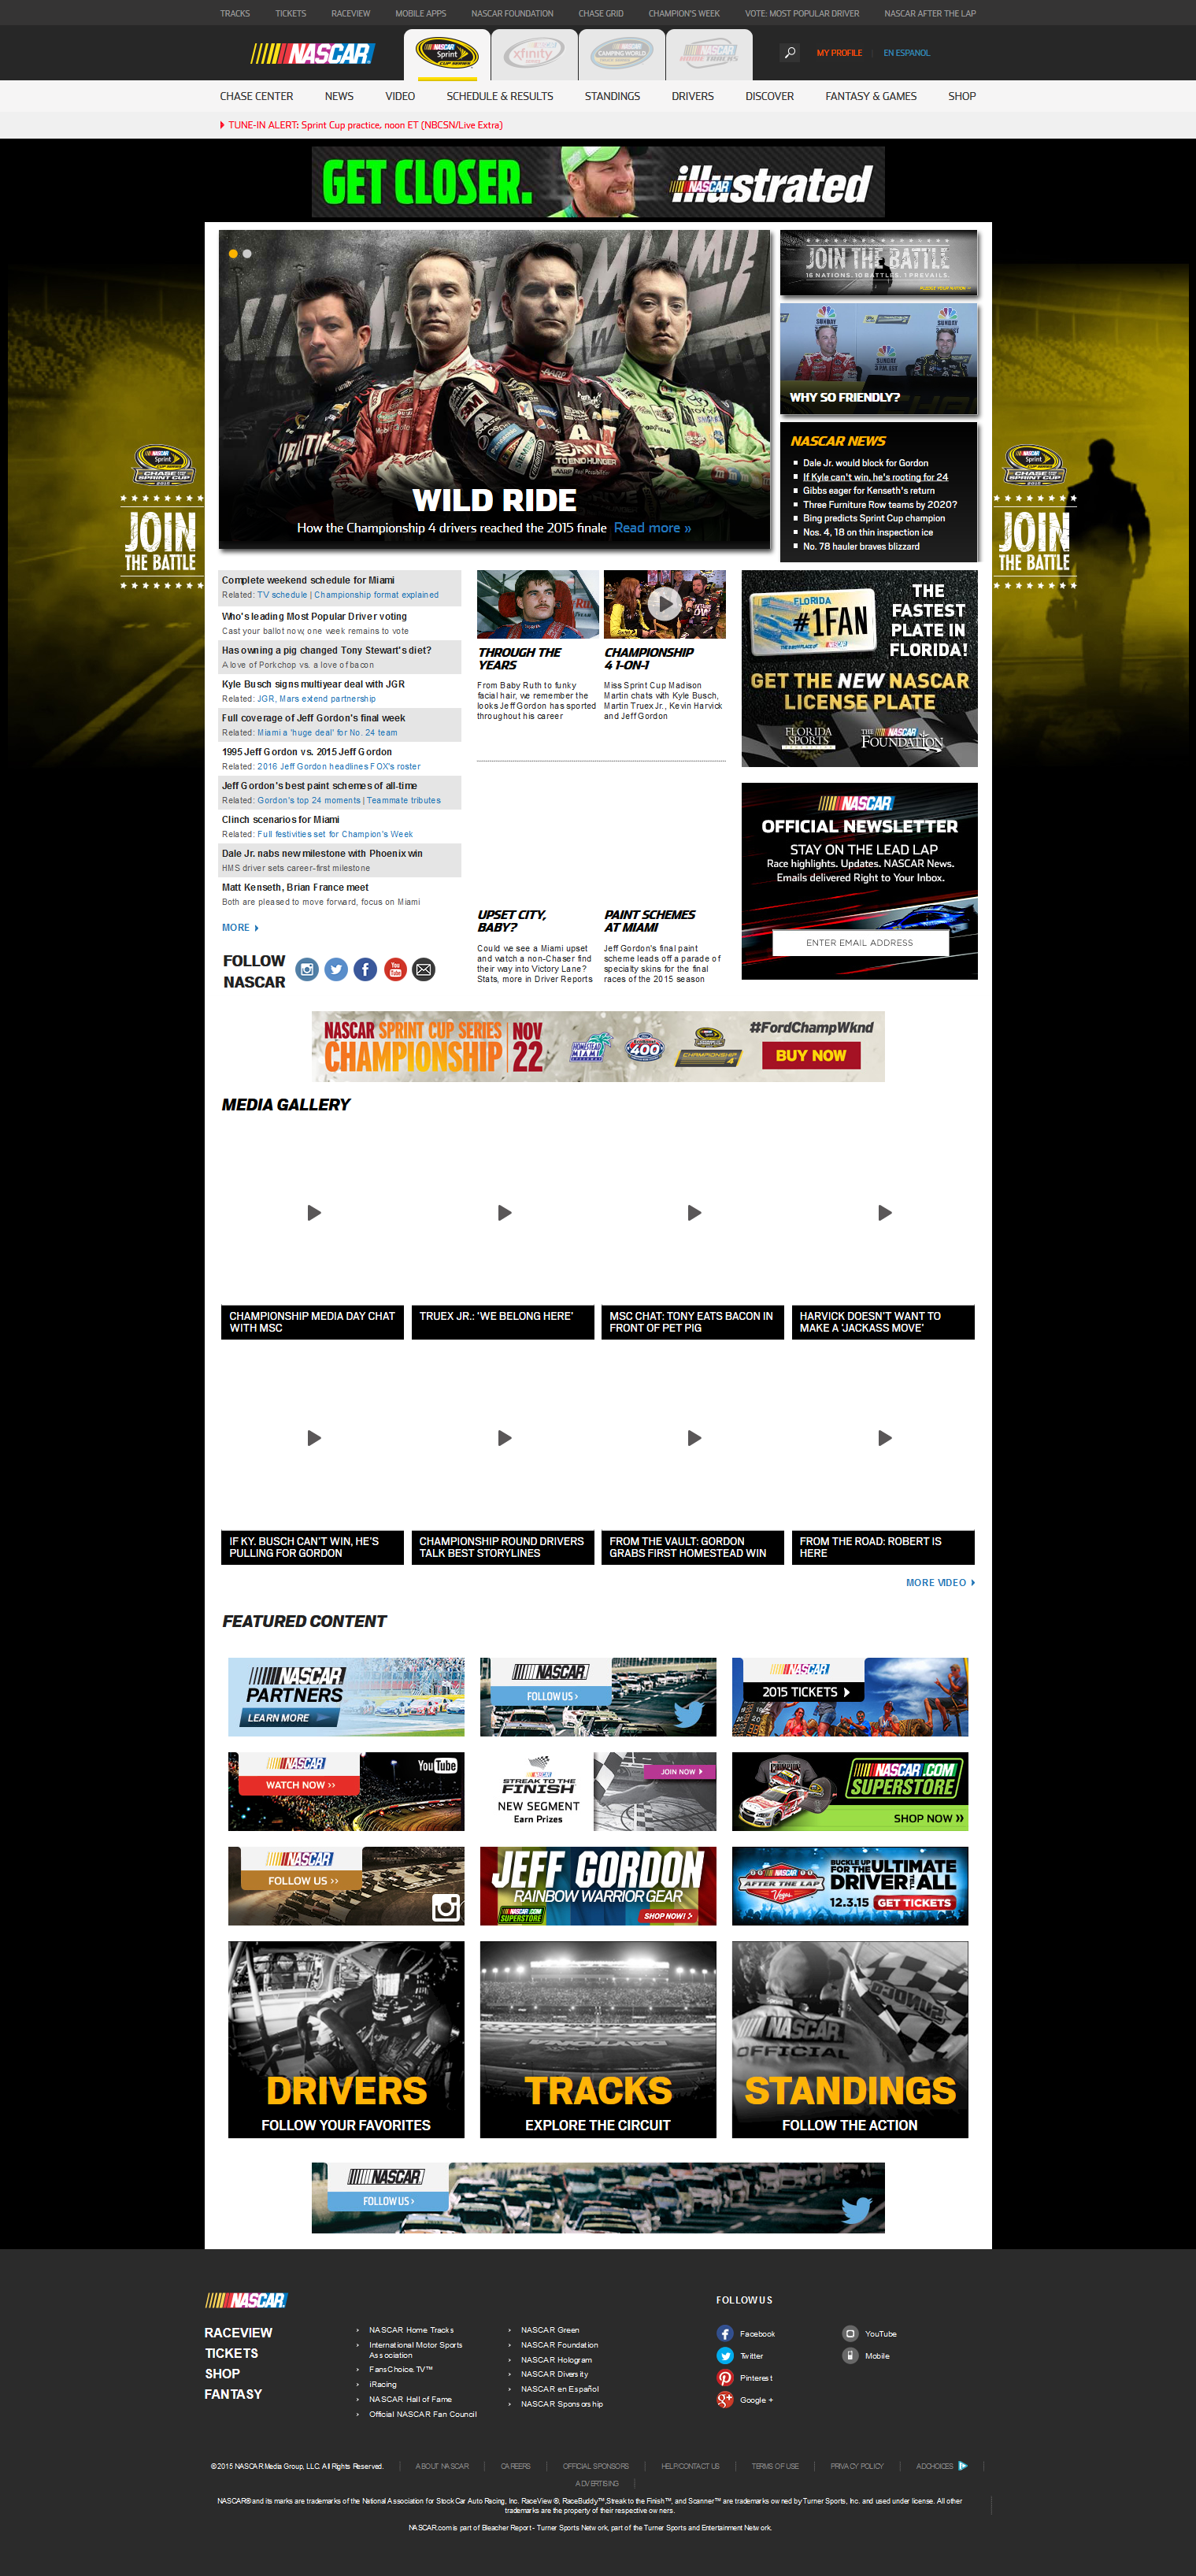 TRACKS TICKETS RACEVIEW MOBILE APPS NASCAR FOUNDATION CHASE GRID CHAMPION'S WEEK VOTE: MOST POPULAR DRIVER NASCAR AFTER THE LAP
NASCAR
NASCAR Sprint CUP SERIES
xfinity
CAMPING WORLD
NASCAR HOME TRACKS
MY PROFILE EN ESPANOL
CHASE CENTER NEWS VIDEO SCHEDULE & RESULTS STANDINGS DRIVERS DISCOVER FANTASY & GAMES SHOP
TUNE-IN ALERT: Sprint Cup practice, noon ET (NBCSN/Live Extra)
GET CLOSER.
NASCAR illustrated
WILD RIDE
How the Championship 4 drivers reached the 2015 finale Read more »
JOIN THE BATTLE
16 NATIONS. 10 BATTLES. 1 PREVAILS.
WHY SO FRIENDLY?
NASCAR NEWS
Dale Jr. would block for Gordon
If Kyle can't win, he's rooting for 24
Gibbs eager for Kenseth's return
Three Furniture Row teams by 2020?
Bing predicts Sprint Cup champion
Nos. 4, 18 on thin inspection ice
No. 78 hauler braves blizzard
JOIN
THE BATTLE
JOIN
THE BATTLE
Complete weekend schedule for Miami
Related: TV schedule | Championship format explained
Who's leading Most Popular Driver voting
Cast your ballot now; one week remains to vote
Has owning a pig changed Tony Stewart's diet?
A love of Porkchop vs. a love of bacon
Kyle Busch signs multiyear deal with JGR
Related: JGR, Mars extend partnership
Full coverage of Jeff Gordon's final week
Related: Miami a 'huge deal' for No. 24 team
1995 Jeff Gordon vs. 2015 Jeff Gordon
Related: 2016 Jeff Gordon headlines FOX's roster
Jeff Gordon's best paint schemes of all-time
Related: Gordon's top 24 moments | Teammate tributes
Clinch scenarios for Miami
Related: Full festivities set for Champion's Week
Dale Jr. nabs new milestone with Phoenix win
HMS driver sets career-first milestone
Matt Kenseth, Brian France meet
Both are pleased to move forward, focus on Miami
MORE
FOLLOW
NASCAR
THROUGH THE
YEARS
From Baby Ruth to funky
facial hair, we remember the
looks Jeff Gordon has sported
throughout his career
CHAMPIONSHIP
4 1-ON-1
Miss Sprint Cup Madison
Martin chats with Kyle Busch,
Martin Truex Jr., Kevin Harvick
and Jeff Gordon
UPSET CITY,
BABY?
Could we see a Miami upset
and watch a non-Chaser find
their way into Victory Lane?
Stats, more in Driver Reports
PAINT SCHEMES
AT MIAMI
Jeff Gordon's final paint
scheme leads off a parade of
specialty skins for the final
races of the 2015 season
FLORIDA
#1FAN
THE
FASTEST
PLATE IN
FLORIDA!
GET THE NEW NASCAR
LICENSE PLATE
FLORIDA SPORTS
THE NASCAR FOUNDATION
NASCAR
OFFICIAL NEWSLETTER
STAY ON THE LEAD LAP
Race highlights. Updates. NASCAR News.
Emails delivered Right to Your Inbox.
ENTER EMAIL ADDRESS
NASCAR SPRINT CUP SERIES
CHAMPIONSHIP
NOV
22
HOMESTEAD MIAMI
400
CHAMPIONSHIP 4
#FordChampWknd
BUY NOW
MEDIA GALLERY
CHAMPIONSHIP MEDIA DAY CHAT
WITH MSC
TRUEX JR.: 'WE BELONG HERE'
MSC CHAT: TONY EATS BACON IN
FRONT OF PET PIG
HARVICK DOESN'T WANT TO
MAKE A 'JACKASS MOVE'
IF KY. BUSCH CAN'T WIN, HE'S
PULLING FOR GORDON
CHAMPIONSHIP ROUND DRIVERS
TALK BEST STORYLINES
FROM THE VAULT: GORDON
GRABS FIRST HOMESTEAD WIN
FROM THE ROAD: ROBERT IS
HERE
MORE VIDEO
FEATURED CONTENT
NASCAR
PARTNERS
LEARN MORE
NASCAR
FOLLOW US ›
NASCAR
2015 TICKETS
NASCAR
WATCH NOW ››
YouTube
NASCAR
STREAK TO THE
FINISH
NEW SEGMENT
Earn Prizes
JOIN NOW
NASCAR.COM
SUPERSTORE
SHOP NOW »
NASCAR
FOLLOW US ››
JEFF GORDON
RAINBOW WARRIOR GEAR
NASCAR.COM
SUPERSTORE
SHOP NOW!
NASCAR
AFTER THE LAP
Vegas
BUCKLE UP
FOR THE ULTIMATE
DRIVER TELL ALL
12.3.15 GET TICKETS
DRIVERS
FOLLOW YOUR FAVORITES
TRACKS
EXPLORE THE CIRCUIT
NASCAR
OFFICIAL
STANDINGS
FOLLOW THE ACTION
NASCAR
FOLLOW US ›
NASCAR
RACEVIEW
TICKETS
SHOP
FANTASY
NASCAR Home Tracks
International Motor Sports
Association
FansChoice.TV™
iRacing
NASCAR Hall of Fame
Official NASCAR Fan Council
NASCAR Green
NASCAR Foundation
NASCAR Hologram
NASCAR Diversity
NASCAR en Español
NASCAR Sponsorship
FOLLOW US
Facebook
Twitter
Pinterest
Google +
YouTube
Mobile
© 2015 NASCAR Media Group, LLC. All Rights Reserved. ABOUT NASCAR CAREERS OFFICIAL SPONSORS HELP/CONTACT US TERMS OF USE PRIVACY POLICY ADCHOICES
ADVERTISING
NASCAR® and its marks are trademarks of the National Association for Stock Car Auto Racing, Inc. RaceView ®, RaceBuddy™,Streak to the Finish™, and Scanner™ are trademarks owned by Turner Sports, Inc. and used under license. All other
trademarks are the property of their respective owners.
NASCAR.com is part of Bleacher Report - Turner Sports Network, part of the Turner Sports and Entertainment Network.